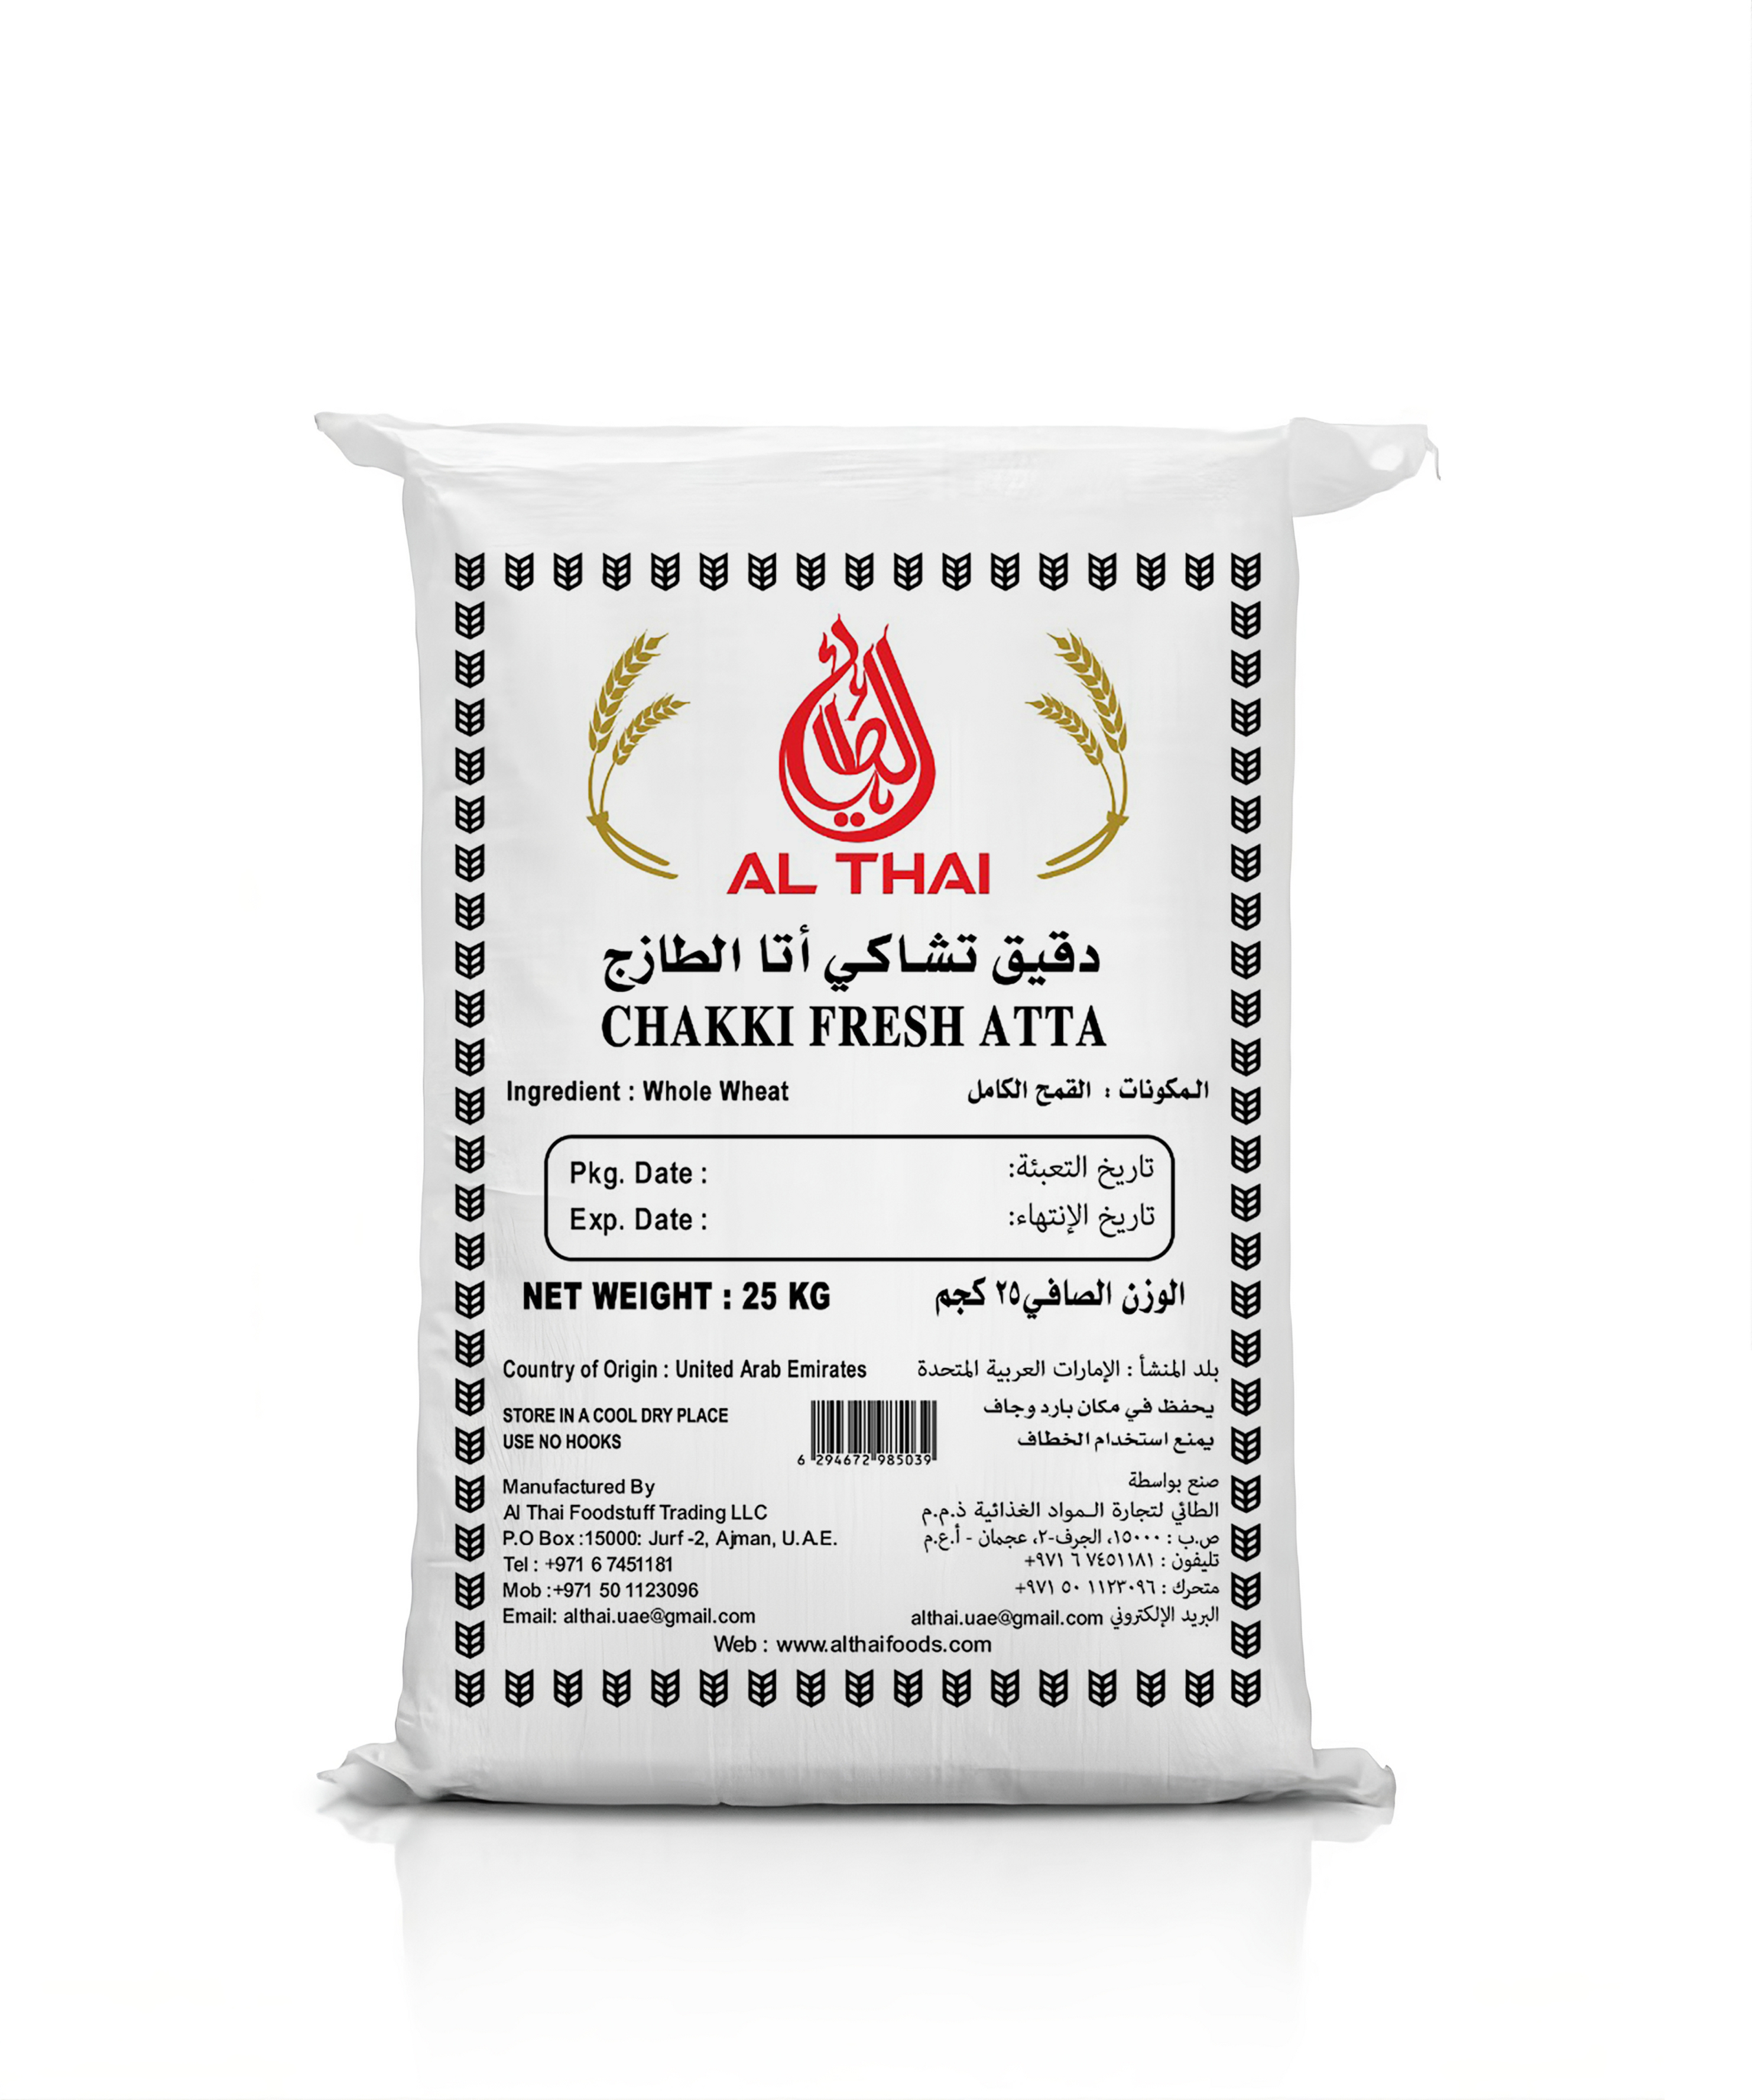 الطائي
AL THAI
دقيق تشاكي أتا الطازج
CHAKKI FRESH ATTA
Ingredient : Whole Wheat
المكونات : القمح الكامل
Pkg. Date :
تاريخ التعبئة:
Exp. Date :
تاريخ الإنتهاء:
NET WEIGHT : 25 KG
الوزن الصافي٢٥ كجم
Country of Origin : United Arab Emirates
بلد المنشأ : الإمارات العربية المتحدة
STORE IN A COOL DRY PLACE
USE NO HOOKS
6 294672 985039
يحفظ في مكان بارد وجاف
يمنع استخدام الخطاف
Manufactured By
Al Thai Foodstuff Trading LLC
P.O Box :15000: Jurf -2, Ajman, U.A.E.
Tel : +971 6 7451181
Mob :+971 50 1123096
Email: althai.uae@gmail.com
صنع بواسطة
الطائي لتجارة المواد الغذائية ذ.م.م
ص.ب : ١٥٠٠٠، الجرف-٢، عجمان - أ.ع.م
تليفون : ٧٤٥١١٨١ ٦ ٩٧١+
متحرك : ١١٢٣٠٩٦ ٥٠ ٩٧١+
البريد الإلكتروني althai.uae@gmail.com
Web : www.althaifoods.com